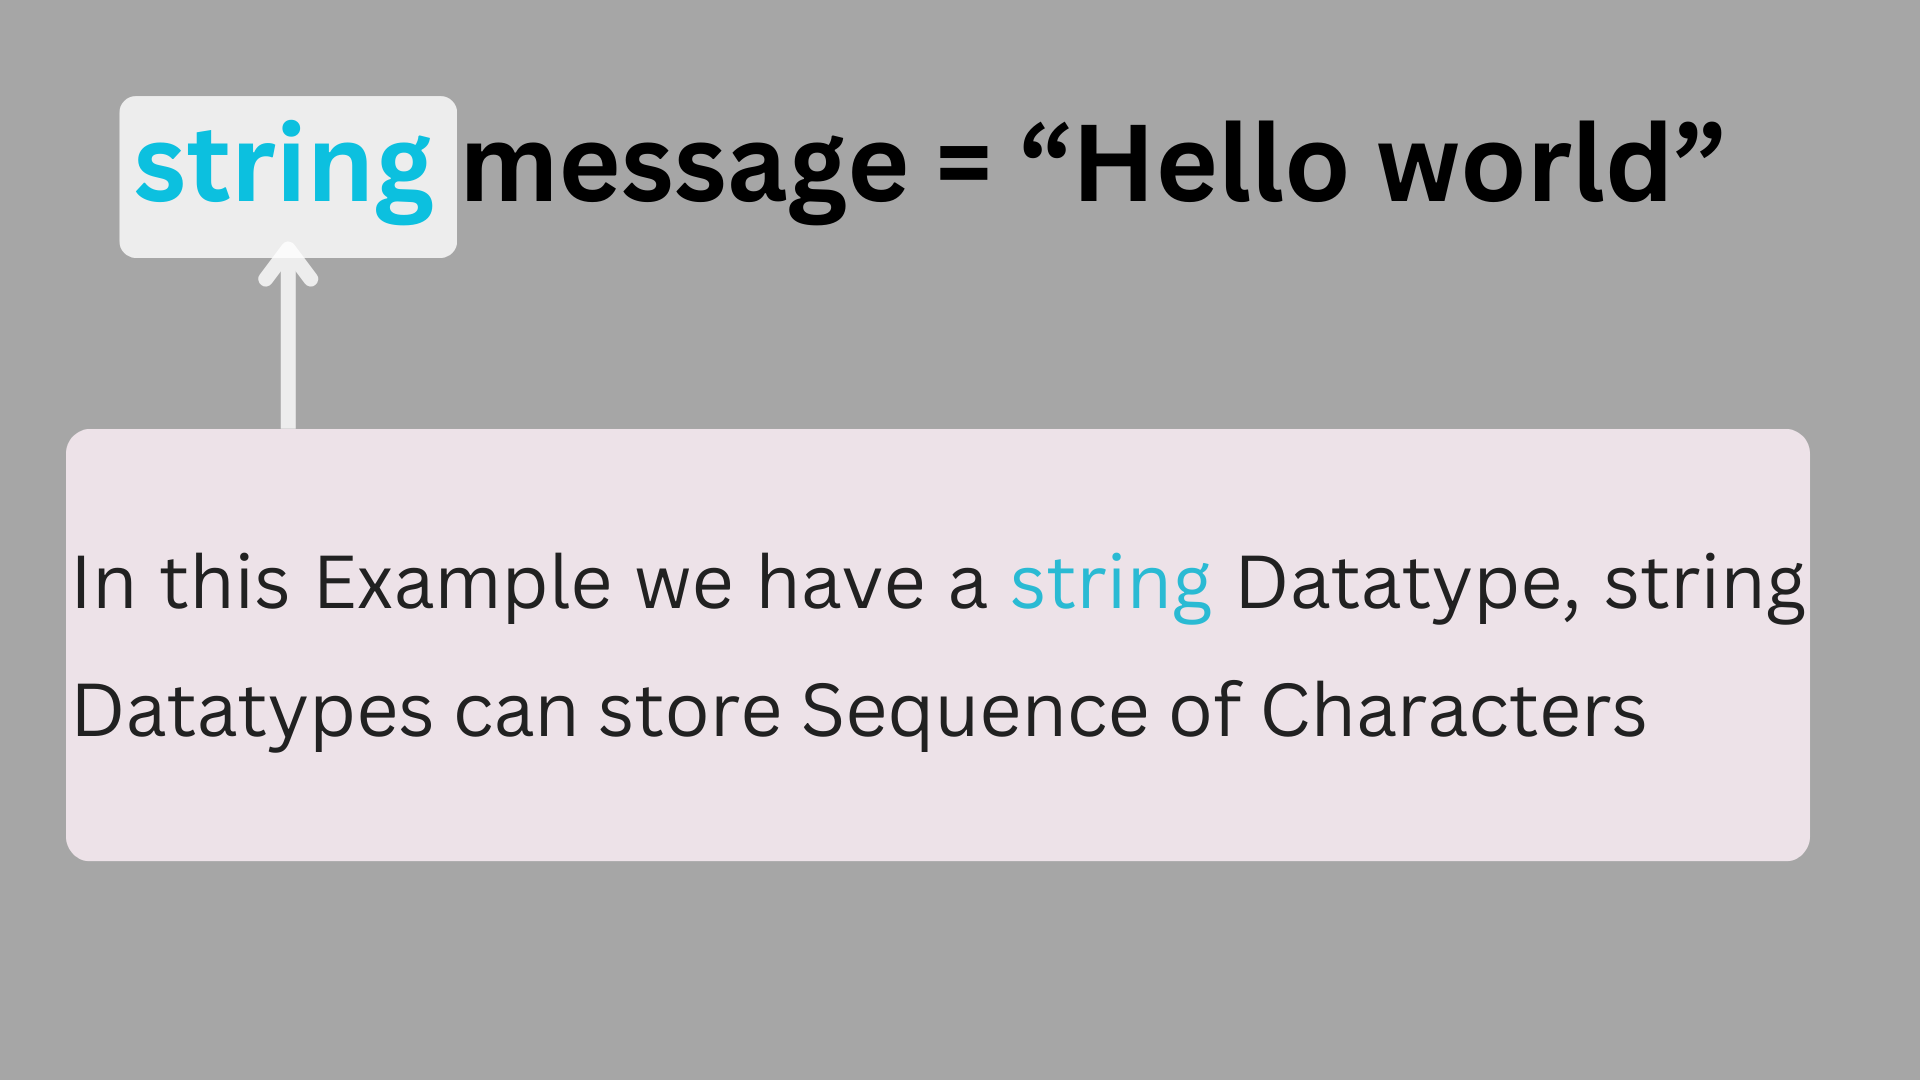 string message = “Hello world”
In this Example we have a string Datatype, string
Datatypes can store Sequence of Characters